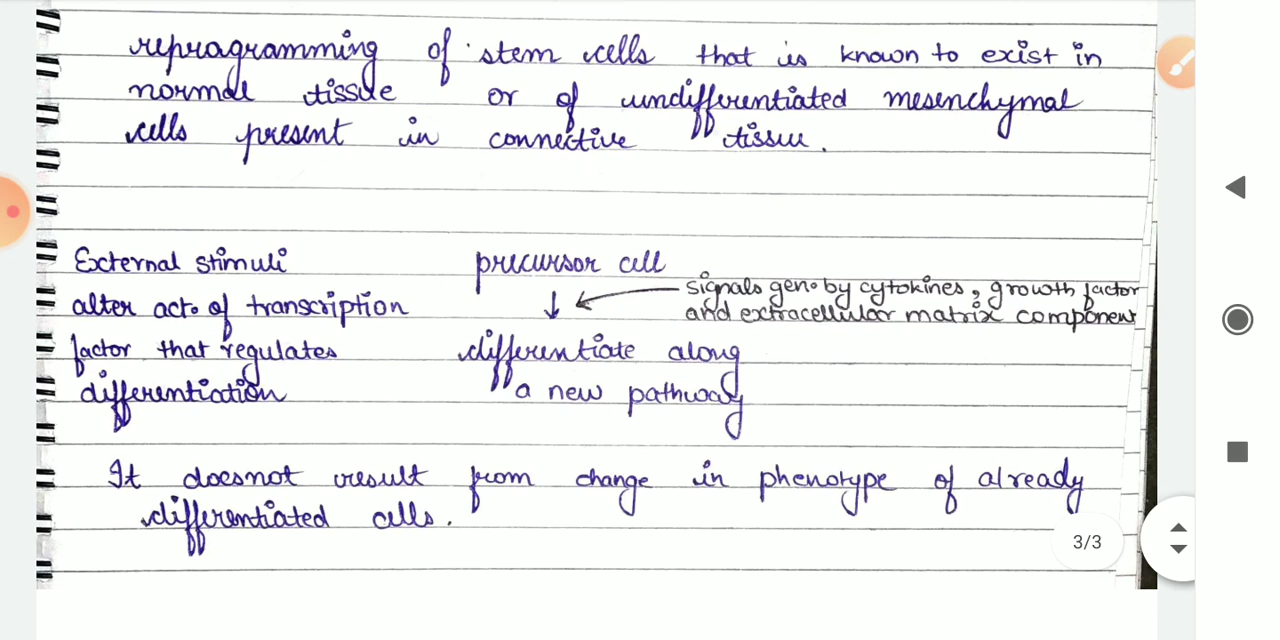 reprogramming of stem cells that is known to exist in
normal tissue or of undifferentiated mesenchymal
cells present in connective tissue.
External stimuli
alter act. of transcription
factor that regulates
differentiation
precursor cell
signals gen. by cytokines, growth factor
and extracellular matrix component
differentiate along
a new pathway
It doesnot result from change in phenotype of already
differentiated cells.
3/3